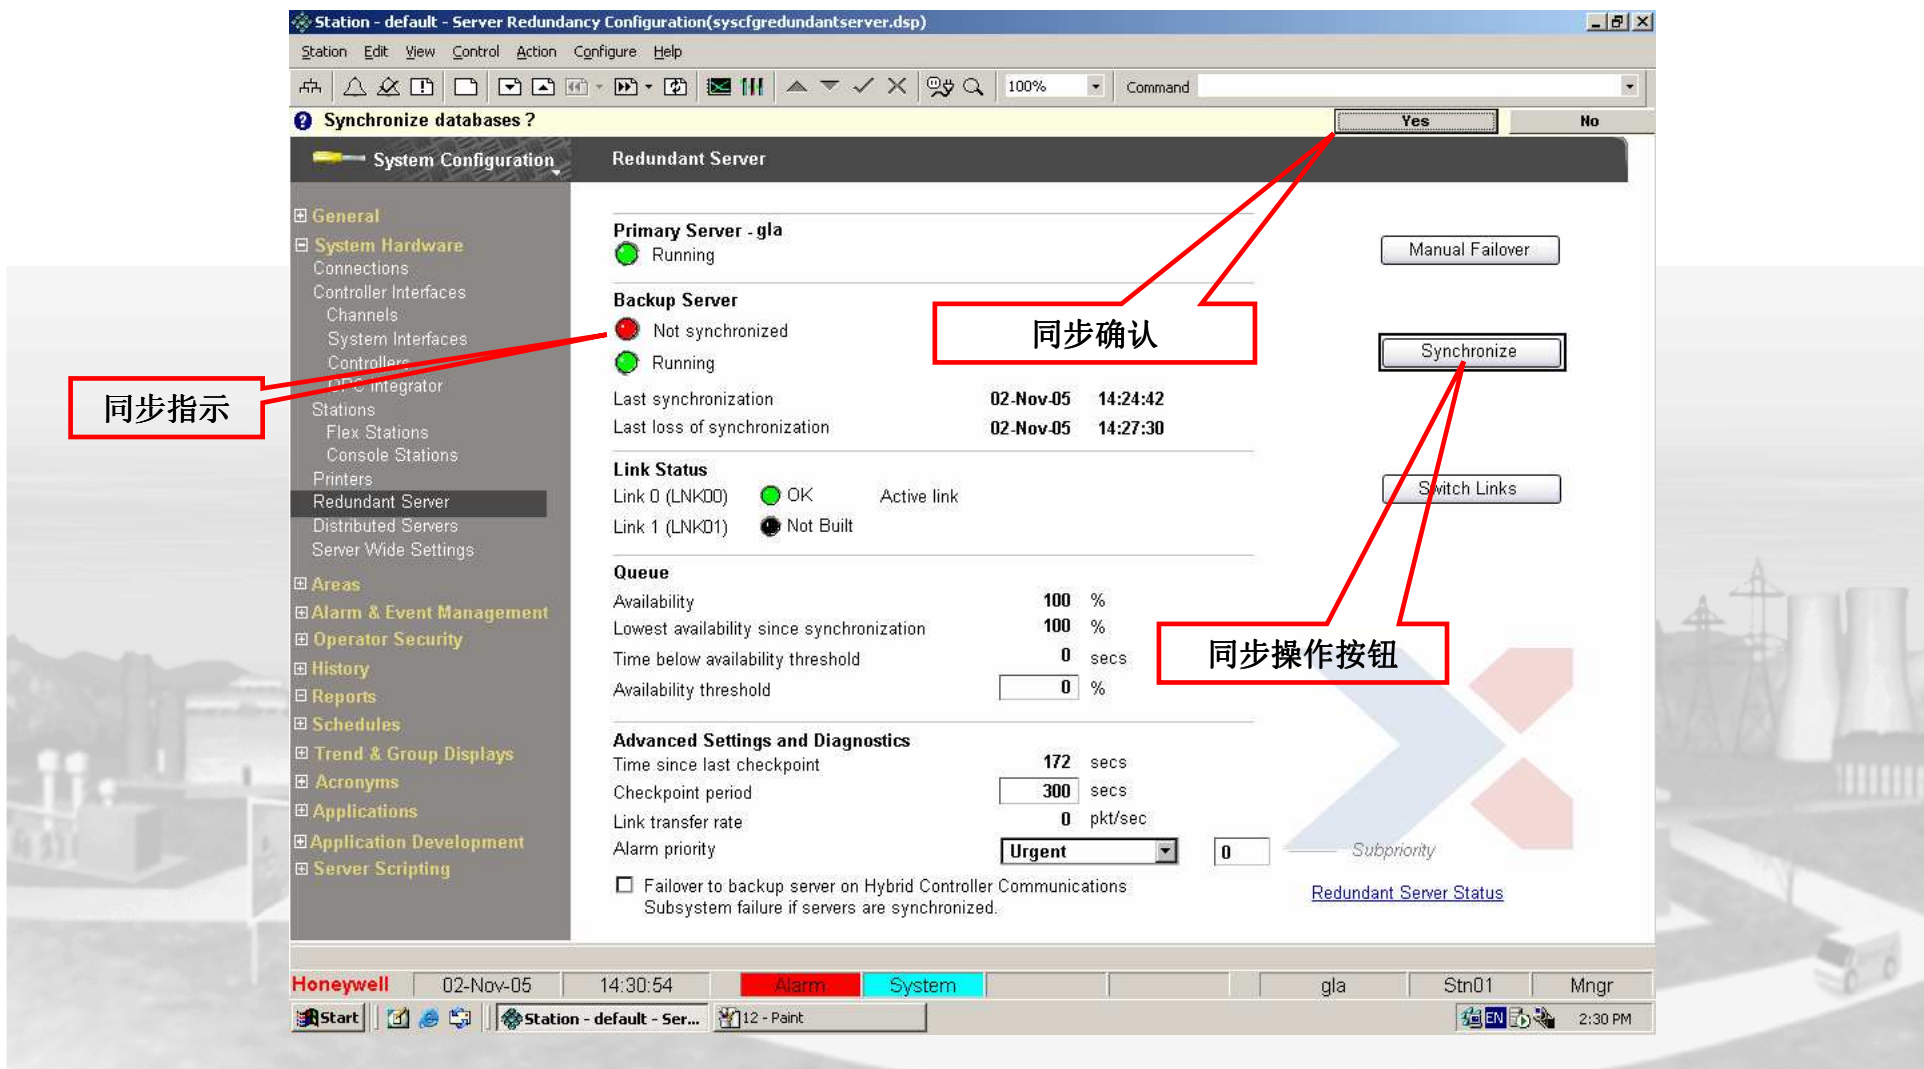 Station - default - Server Redundancy Configuration(syscfgredundantserver.dsp)
Station Edit View Control Action Configure Help
100% Command
Synchronize databases ? Yes No
System Configuration
Redundant Server
General
System Hardware
Connections
Controller Interfaces
Channels
System Interfaces
Controllers
OPC Integrator
Stations
Flex Stations
Console Stations
Printers
Redundant Server
Distributed Servers
Server Wide Settings
Areas
Alarm & Event Management
Operator Security
History
Reports
Schedules
Trend & Group Displays
Acronyms
Applications
Application Development
Server Scripting
Primary Server - gla
Running
Manual Failover
Backup Server
Not synchronized
Running
Synchronize
Last synchronization 02-Nov-05 14:24:42
Last loss of synchronization 02-Nov-05 14:27:30
Link Status
Link 0 (LNK00) OK Active link
Link 1 (LNK01) Not Built
Switch Links
Queue
Availability 100 %
Lowest availability since synchronization 100 %
Time below availability threshold 0 secs
Availability threshold 0 %
Advanced Settings and Diagnostics
Time since last checkpoint 172 secs
Checkpoint period 300 secs
Link transfer rate 0 pkt/sec
Alarm priority Urgent 0 Subpriority
Failover to backup server on Hybrid Controller Communications
Subsystem failure if servers are synchronized.
Redundant Server Status
同步确认
同步指示
同步操作按钮
Honeywell 02-Nov-05 14:30:54 Alarm System gla Stn01 Mngr
Start Station - default - Ser... 12 - Paint EN 2:30 PM